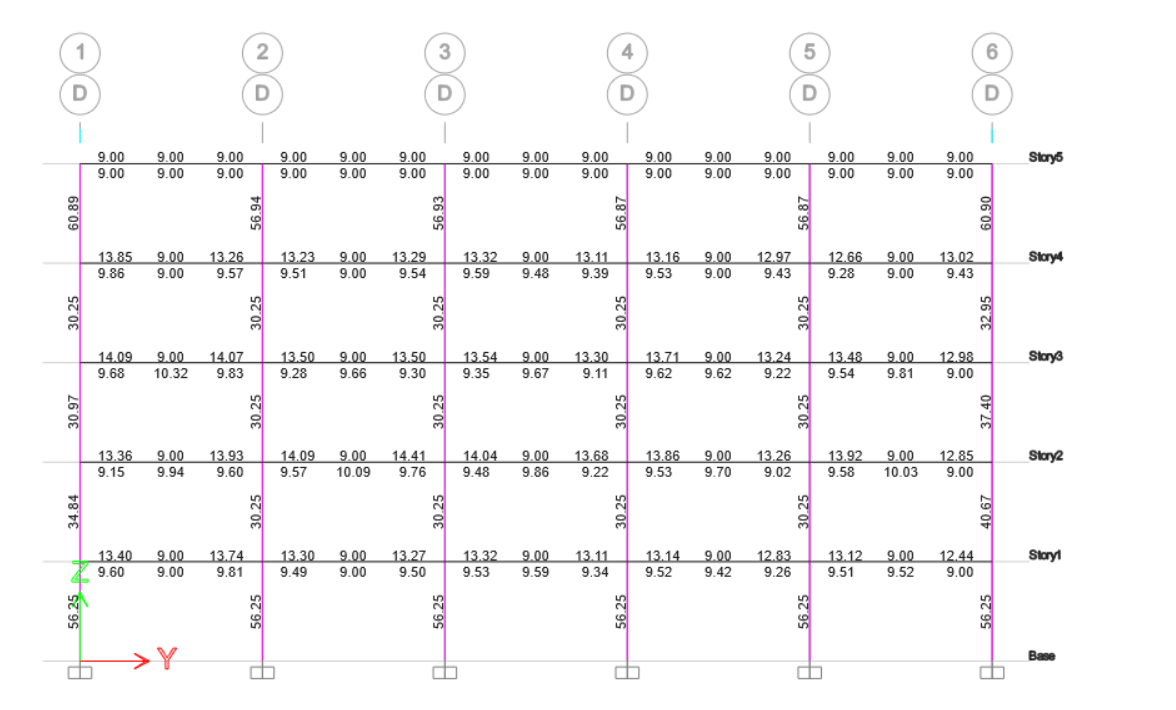 1 2 3 4 5 6
D D D D D D
9.00 9.00 9.00 9.00 9.00 9.00 9.00 9.00 9.00 9.00 9.00 9.00 9.00 9.00 9.00 Story5
9.00 9.00 9.00 9.00 9.00 9.00 9.00 9.00 9.00 9.00 9.00 9.00 9.00 9.00 9.00
60.89 56.94 56.93 56.87 56.87 60.90
13.85 9.00 13.26 13.23 9.00 13.29 13.32 9.00 13.11 13.16 9.00 12.97 12.66 9.00 13.02 Story4
9.86 9.00 9.57 9.51 9.00 9.54 9.59 9.48 9.39 9.53 9.00 9.43 9.28 9.00 9.43
30.25 30.25 30.25 30.25 30.25 32.95
14.09 9.00 14.07 13.50 9.00 13.50 13.54 9.00 13.30 13.71 9.00 13.24 13.48 9.00 12.98 Story3
9.68 10.32 9.83 9.28 9.66 9.30 9.35 9.67 9.11 9.62 9.62 9.22 9.54 9.81 9.00
30.97 30.25 30.25 30.25 30.25 37.40
13.36 9.00 13.93 14.09 9.00 14.41 14.04 9.00 13.68 13.86 9.00 13.26 13.92 9.00 12.85 Story2
9.15 9.94 9.60 9.57 10.09 9.76 9.48 9.86 9.22 9.53 9.70 9.02 9.58 10.03 9.00
34.84 30.25 30.25 30.25 30.25 40.67
13.40 9.00 13.74 13.30 9.00 13.27 13.32 9.00 13.11 13.14 9.00 12.83 13.12 9.00 12.44 Story1
Z 9.60 9.00 9.81 9.49 9.00 9.50 9.53 9.59 9.34 9.52 9.42 9.26 9.51 9.52 9.00
56.25 56.25 56.25 56.25 56.25 56.25
Y Base